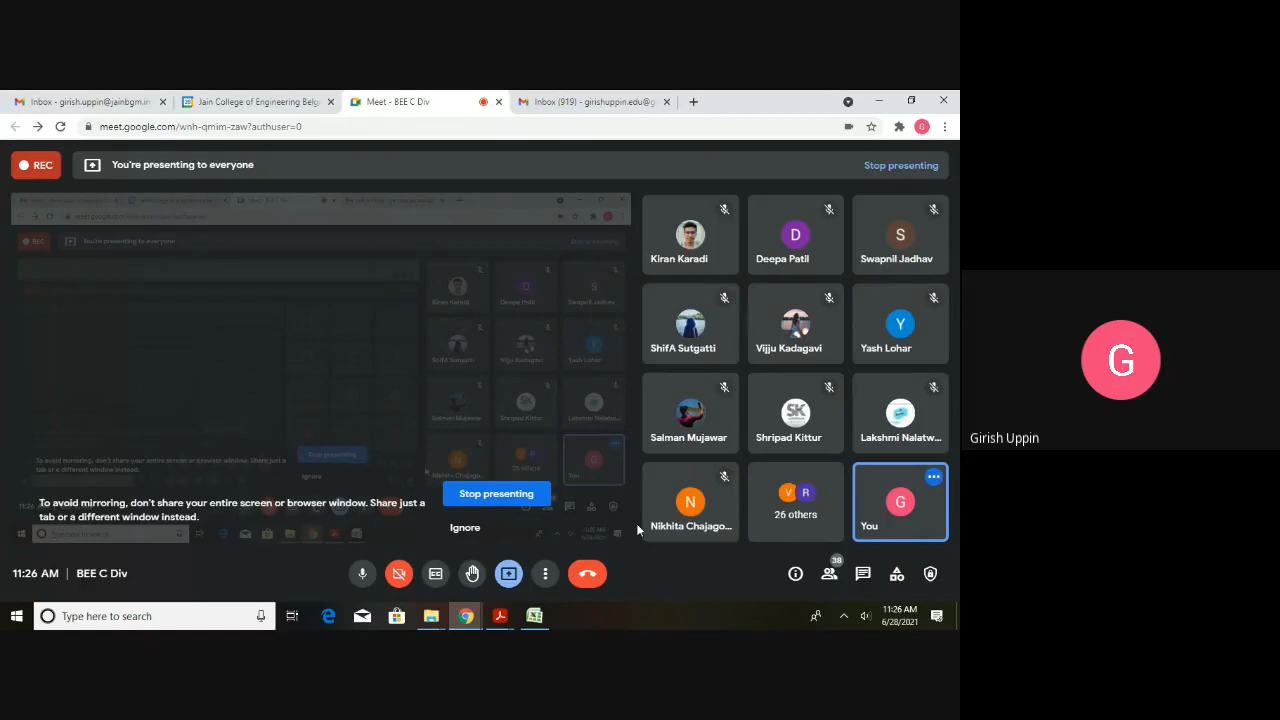 Inbox - girish.uppin@jainbgm.in
Jain College of Engineering Belg
Meet - BEE C Div
Inbox (919) - girishuppin.edu@g
meet.google.com/wnh-qmim-zaw?authuser=0
G
REC
You're presenting to everyone
Stop presenting
Kiran Karadi
D
Deepa Patil
S
Swapnil Jadhav
ShifA Sutgatti
Vijju Kadagavi
Y
Yash Lohar
Salman Mujawar
SK
Shripad Kittur
Lakshmi Nalatw...
N
Nikhita Chajago...
V R
26 others
G
You
To avoid mirroring, don't share your entire screen or browser window. Share just a
tab or a different window instead.
Stop presenting
Ignore
11:26 AM | BEE C Div
38
Type here to search
11:26 AM
6/28/2021
G
Girish Uppin